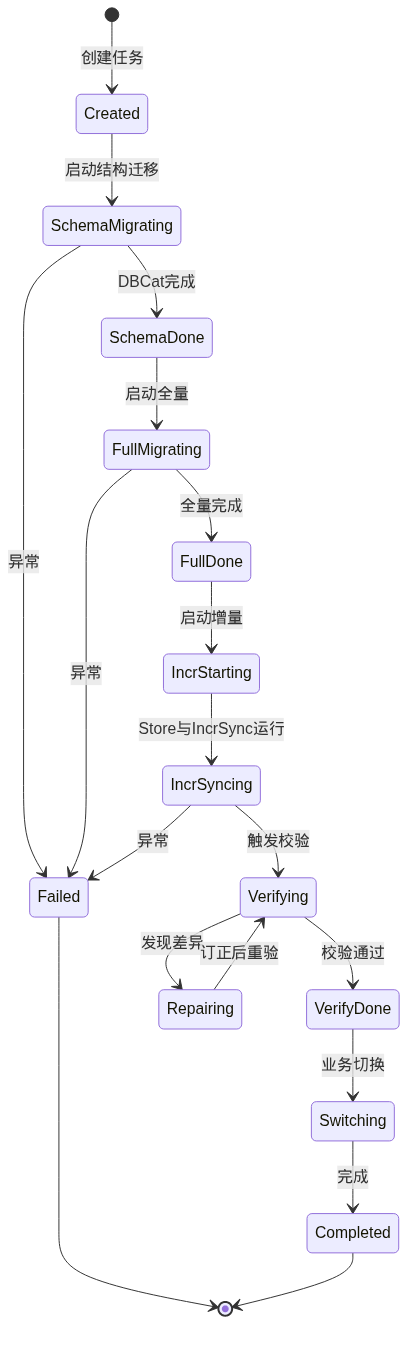 创建任务
Created
启动结构迁移
SchemaMigrating
DBCat完成
SchemaDone
启动全量
FullMigrating
全量完成
异常
FullDone
启动增量
异常
IncrStarting
Store与IncrSync运行
IncrSyncing
异常
触发校验
Failed
Verifying
发现差异
订正后重验
校验通过
Repairing
VerifyDone
业务切换
Switching
完成
Completed